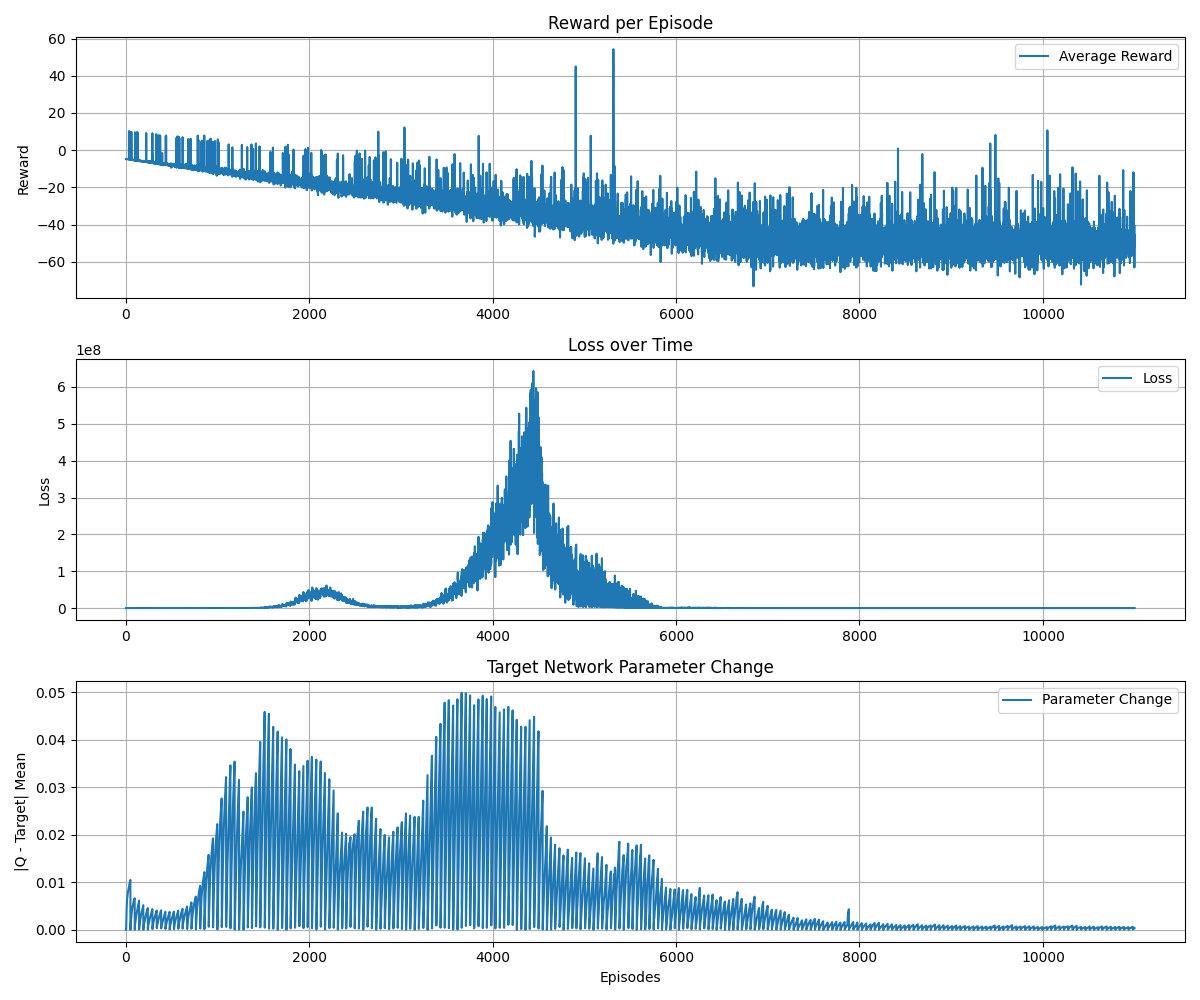 Reward per Episode
60
40
20
0
−20
−40
−60
Reward
Average Reward
0 2000 4000 6000 8000 10000
Loss over Time
1e8
6
5
4
3
2
1
0
Loss
Loss
0 2000 4000 6000 8000 10000
Target Network Parameter Change
0.05
0.04
0.03
0.02
0.01
0.00
|Q - Target| Mean
Parameter Change
0 2000 4000 6000 8000 10000
Episodes